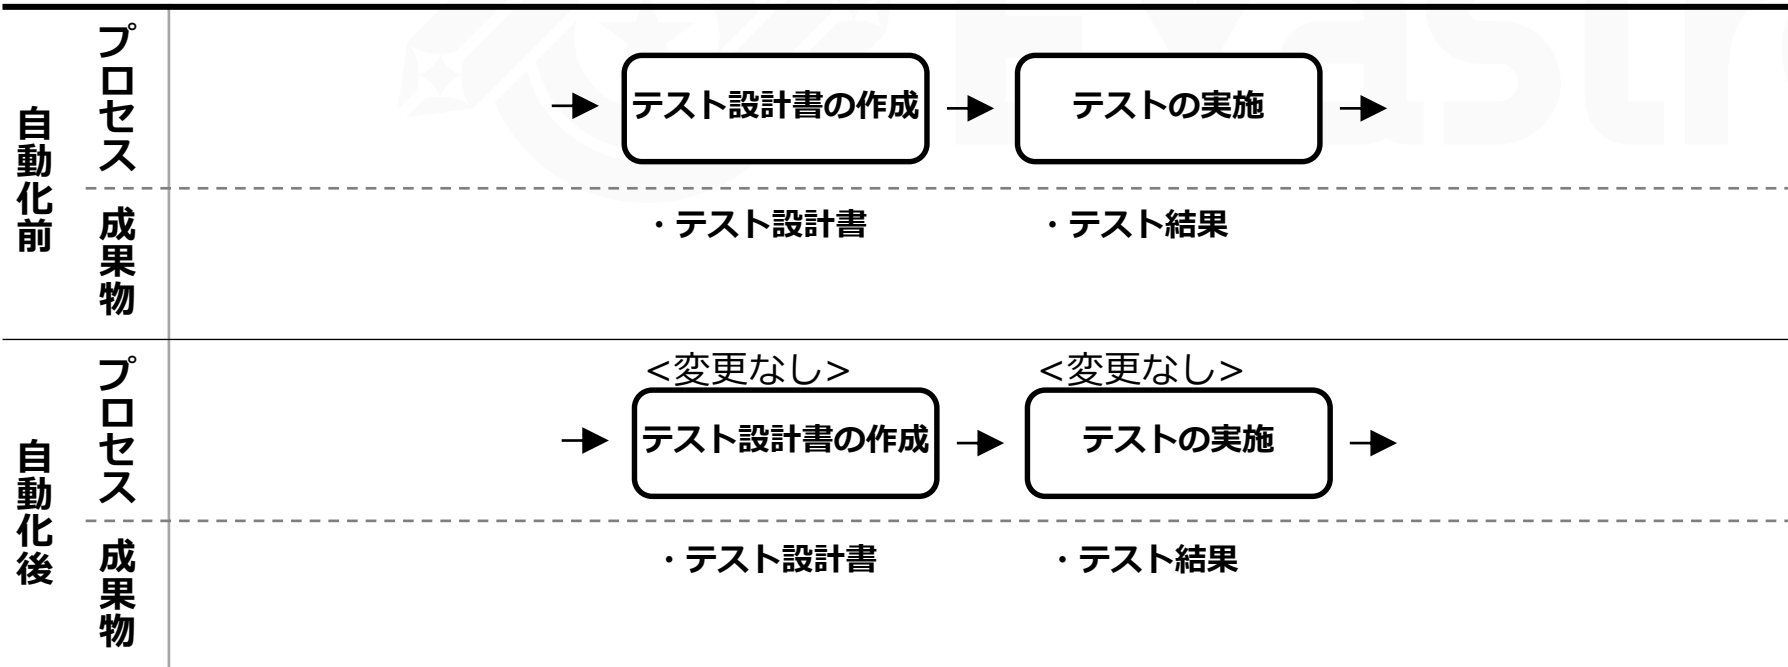 自動化前
プロセス
テスト設計書の作成
テストの実施
成果物
・テスト設計書
・テスト結果
自動化後
プロセス
<変更なし>
<変更なし>
テスト設計書の作成
テストの実施
成果物
・テスト設計書
・テスト結果